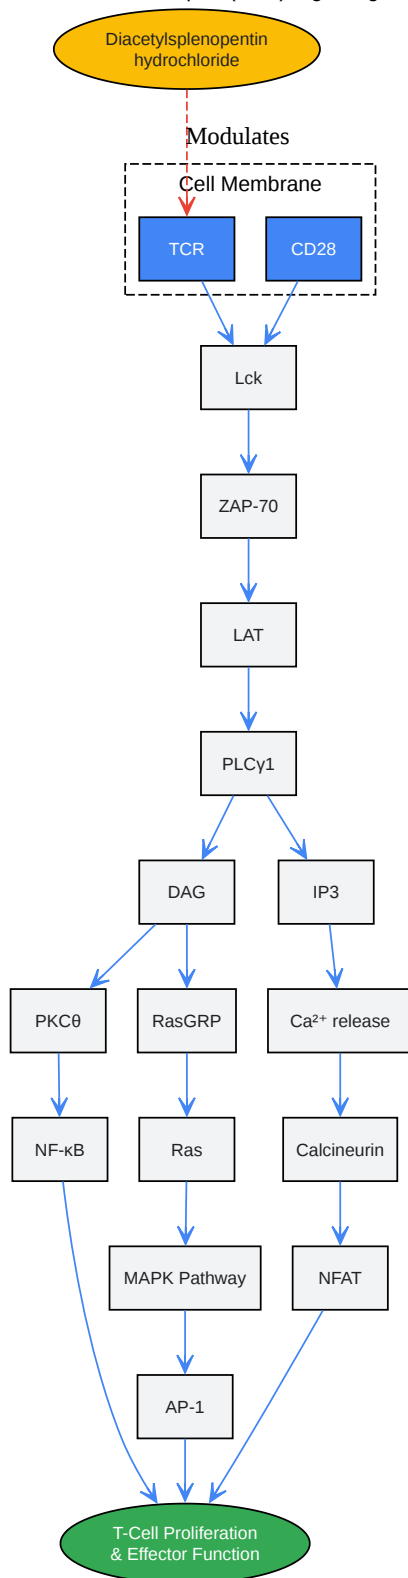 Diacetylsplenopentin
hydrochloride
Modulates
Cell Membrane
TCR
CD28
Lck
ZAP-70
LAT
PLCγ1
DAG
IP3
PKCθ
RasGRP
Ca²⁺ release
NF-κB
Ras
Calcineurin
MAPK Pathway
NFAT
AP-1
T-Cell Proliferation
& Effector Function